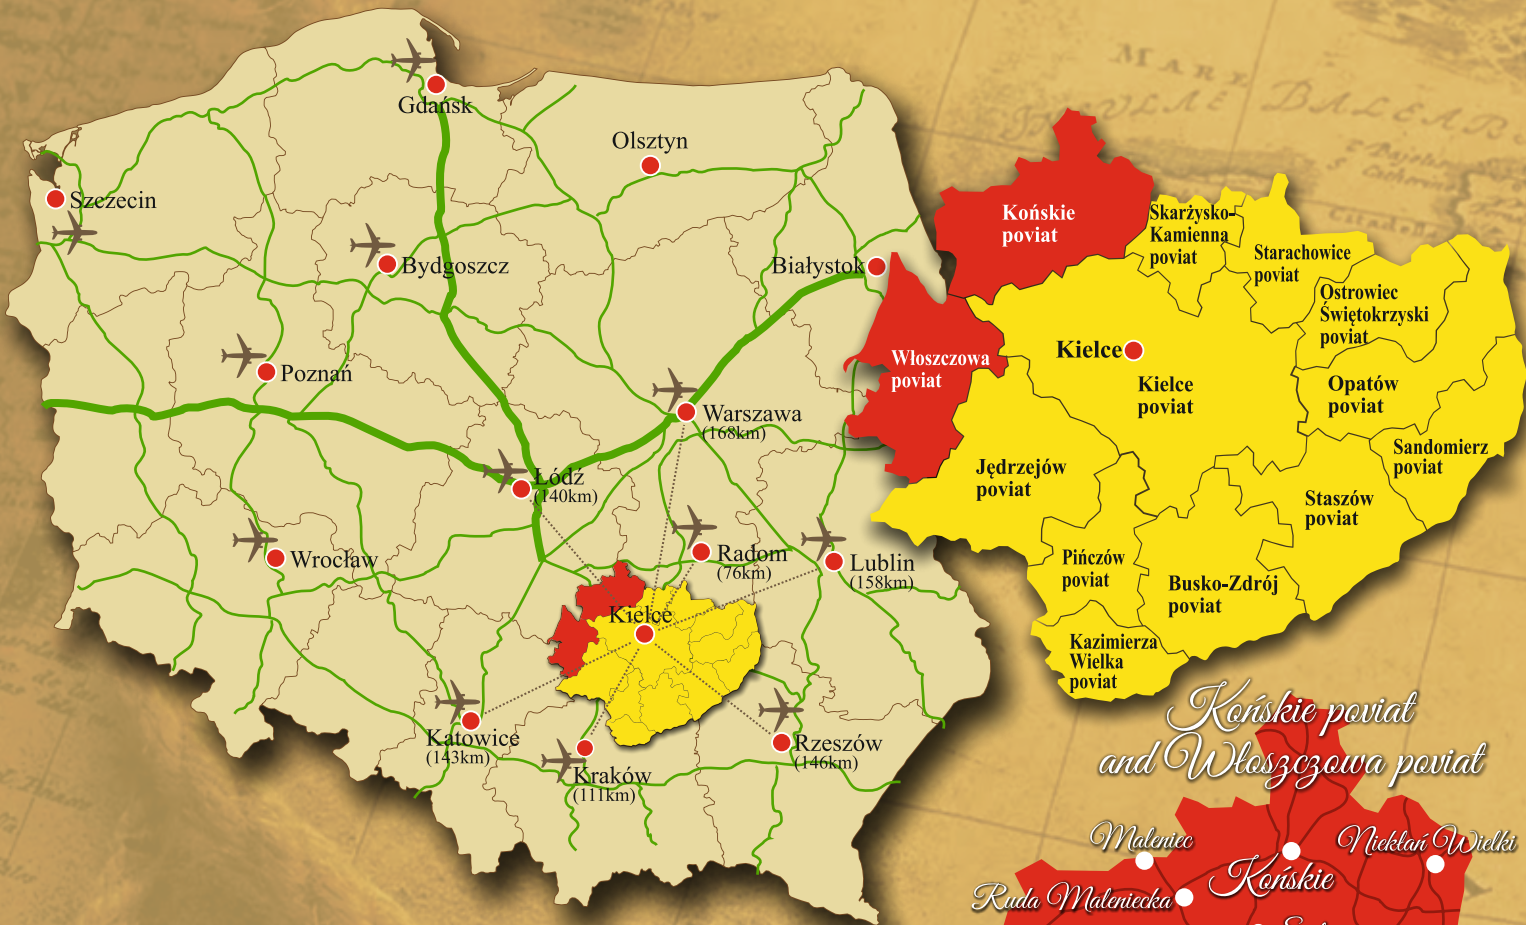 Gdańsk
Olsztyn
Szczecin
Bydgoszcz
Białystok
Poznań
Warszawa
(168km)
Łódź
(140km)
Wrocław
Radom
(76km)
Lublin
(158km)
Kielce
Katowice
(143km)
Kraków
(111km)
Rzeszów
(146km)
MARE
BALEAR
Końskie
poviat
Skarżysko-
Kamienna
poviat
Starachowice
poviat
Ostrowiec
Świętokrzyski
poviat
Włoszczowa
poviat
Kielce
Kielce
poviat
Opatów
poviat
Jędrzejów
poviat
Sandomierz
poviat
Staszów
poviat
Pińczów
poviat
Busko-Zdrój
poviat
Kazimierza
Wielka
poviat
Końskie poviat
and Włoszczowa poviat
Maleniec
Niekłań Wielki
Końskie
Ruda Maleniecka